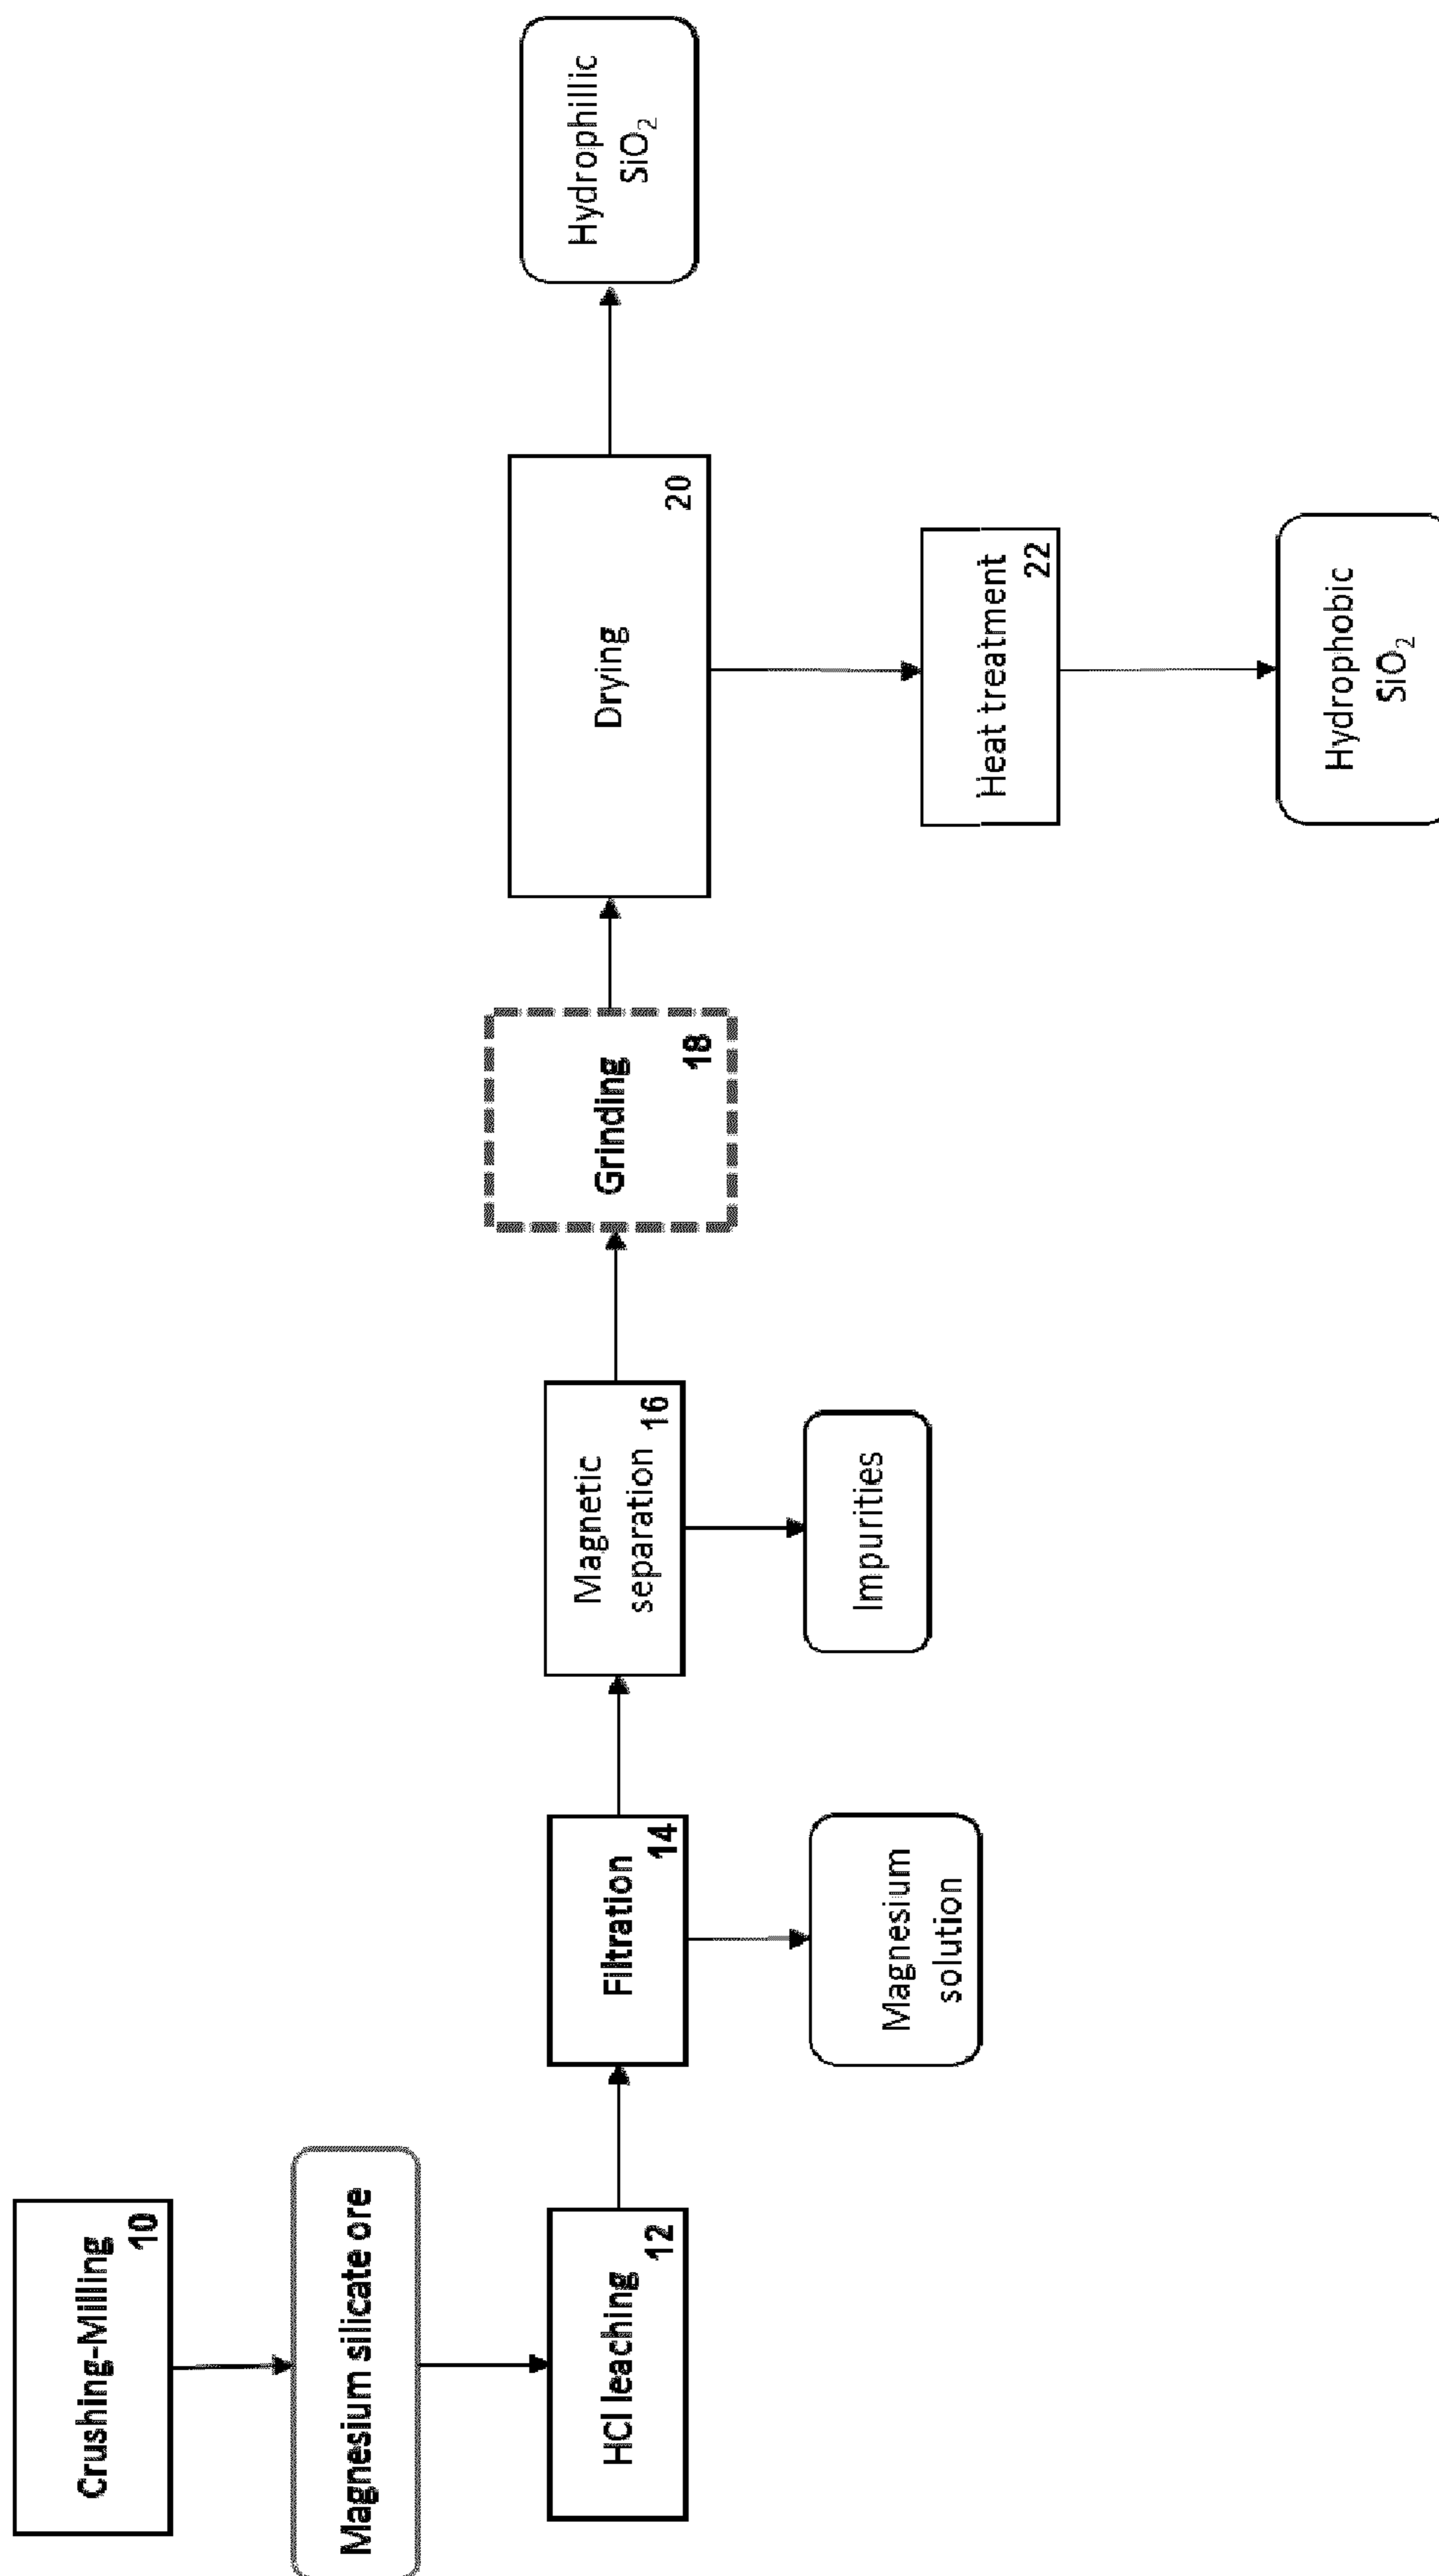 Crushing-Milling
10
Magnesium silicate ore
HCl leaching
12
Filtration
14
Magnesium
solution
Magnetic
separation
16
Impurities
Grinding
18
Drying
20
Hydrophillic
SiO₂
Heat treatment
22
Hydrophobic
SiO₂